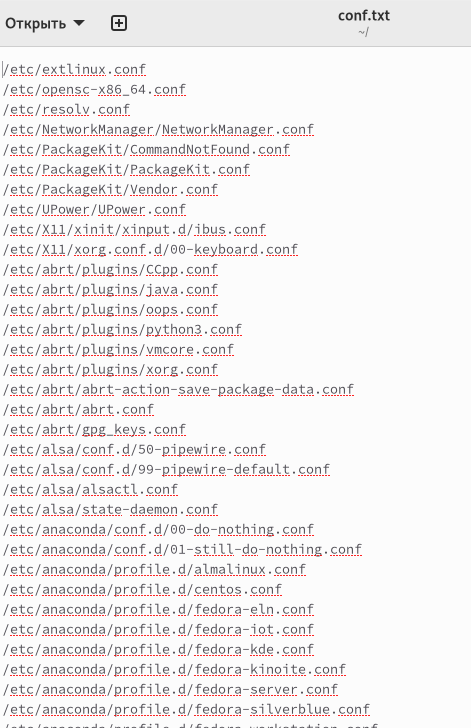 Открыть
conf.txt
~/
/etc/extlinux.conf
/etc/opensc-x86_64.conf
/etc/resolv.conf
/etc/NetworkManager/NetworkManager.conf
/etc/PackageKit/CommandNotFound.conf
/etc/PackageKit/PackageKit.conf
/etc/PackageKit/Vendor.conf
/etc/UPower/UPower.conf
/etc/X11/xinit/xinput.d/ibus.conf
/etc/X11/xorg.conf.d/00-keyboard.conf
/etc/abrt/plugins/CCpp.conf
/etc/abrt/plugins/java.conf
/etc/abrt/plugins/oops.conf
/etc/abrt/plugins/python3.conf
/etc/abrt/plugins/vmcore.conf
/etc/abrt/plugins/xorg.conf
/etc/abrt/abrt-action-save-package-data.conf
/etc/abrt/abrt.conf
/etc/abrt/gpg_keys.conf
/etc/alsa/conf.d/50-pipewire.conf
/etc/alsa/conf.d/99-pipewire-default.conf
/etc/alsa/alsactl.conf
/etc/alsa/state-daemon.conf
/etc/anaconda/conf.d/00-do-nothing.conf
/etc/anaconda/conf.d/01-still-do-nothing.conf
/etc/anaconda/profile.d/almalinux.conf
/etc/anaconda/profile.d/centos.conf
/etc/anaconda/profile.d/fedora-eln.conf
/etc/anaconda/profile.d/fedora-iot.conf
/etc/anaconda/profile.d/fedora-kde.conf
/etc/anaconda/profile.d/fedora-kinoite.conf
/etc/anaconda/profile.d/fedora-server.conf
/etc/anaconda/profile.d/fedora-silverblue.conf